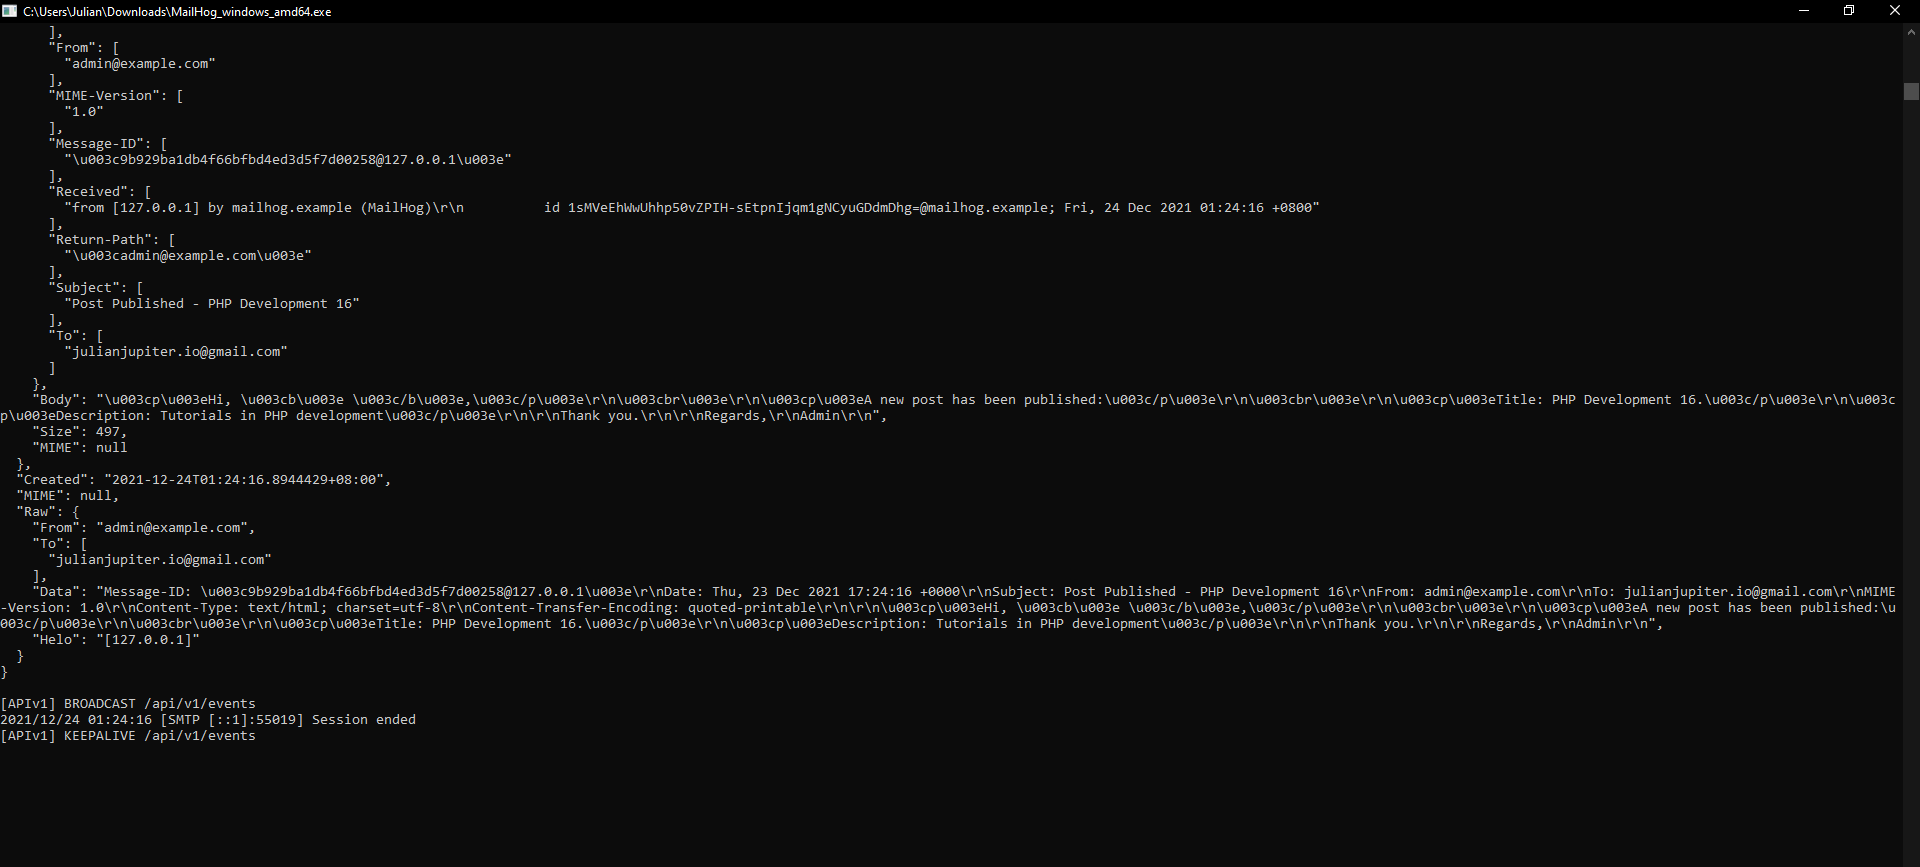 C:\Users\Julian\Downloads\MailHog_windows_amd64.exe
      ],
      "From": [
        "admin@example.com"
      ],
      "MIME-Version": [
        "1.0"
      ],
      "Message-ID": [
        "\u003c9b929ba1db4f66bfbd4ed3d5f7d00258@127.0.0.1\u003e"
      ],
      "Received": [
        "from [127.0.0.1] by mailhog.example (MailHog)\r\n          id 1sMVeEhWwUhhp50vZPIH-sEtpnIjqm1gNCyuGDdmDhg=@mailhog.example; Fri, 24 Dec 2021 01:24:16 +0800"
      ],
      "Return-Path": [
        "\u003cadmin@example.com\u003e"
      ],
      "Subject": [
        "Post Published - PHP Development 16"
      ],
      "To": [
        "julianjupiter.io@gmail.com"
      ]
    },
    "Body": "\u003cp\u003eHi, \u003cb\u003e \u003c/b\u003e,\u003c/p\u003e\r\n\u003cbr\u003e\r\n\u003cp\u003eA new post has been published:\u003c/p\u003e\r\n\u003cbr\u003e\r\n\u003cp\u003eTitle: PHP Development 16.\u003c/p\u003e\r\n\u003c
p\u003eDescription: Tutorials in PHP development\u003c/p\u003e\r\n\r\nThank you.\r\n\r\nRegards,\r\nAdmin\r\n",
    "Size": 497,
    "MIME": null
  },
  "Created": "2021-12-24T01:24:16.8944429+08:00",
  "MIME": null,
  "Raw": {
    "From": "admin@example.com",
    "To": [
      "julianjupiter.io@gmail.com"
    ],
    "Data": "Message-ID: \u003c9b929ba1db4f66bfbd4ed3d5f7d00258@127.0.0.1\u003e\r\nDate: Thu, 23 Dec 2021 17:24:16 +0000\r\nSubject: Post Published - PHP Development 16\r\nFrom: admin@example.com\r\nTo: julianjupiter.io@gmail.com\r\nMIME
-Version: 1.0\r\nContent-Type: text/html; charset=utf-8\r\nContent-Transfer-Encoding: quoted-printable\r\n\r\n\u003cp\u003eHi, \u003cb\u003e \u003c/b\u003e,\u003c/p\u003e\r\n\u003cbr\u003e\r\n\u003cp\u003eA new post has been published:\u
003c/p\u003e\r\n\u003cbr\u003e\r\n\u003cp\u003eTitle: PHP Development 16.\u003c/p\u003e\r\n\u003cp\u003eDescription: Tutorials in PHP development\u003c/p\u003e\r\n\r\nThank you.\r\n\r\nRegards,\r\nAdmin\r\n",
    "Helo": "[127.0.0.1]"
  }
}
[APIv1] BROADCAST /api/v1/events
2021/12/24 01:24:16 [SMTP [::1]:55019] Session ended
[APIv1] KEEPALIVE /api/v1/events